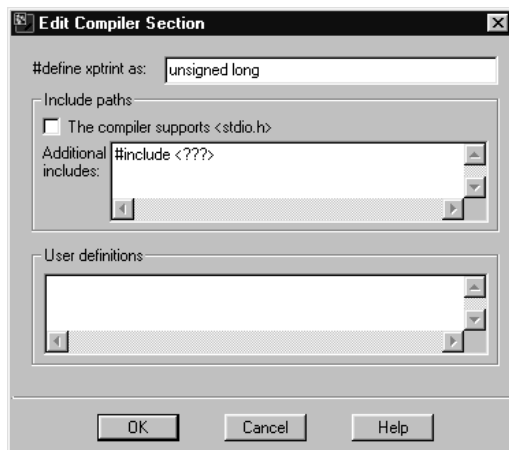 Edit Compiler Section
#define xptrint as: unsigned long
Include paths
The compiler supports <stdio.h>
Additional includes: #include <???>
User definitions
OK Cancel Help